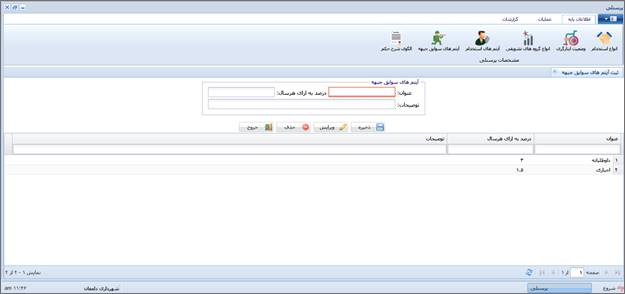 پرسنلی
اطلاعات پایه عملیات گزارشات
انواع استخدام وضعیت ایثارگری انواع گروه های تشویقی آیتم های استخدام آیتم های سوابق جبهه الگوی شرح حکم
مشخصات پرسنلی
ثبت آیتم های سوابق جبهه
آیتم های سوابق جبهه
عنوان: درصد به ازای هرسال:
توضیحات:
ذخیره ویرایش حذف خروج
عنوان درصد به ازای هرسال توضیحات
۱ داوطلبانه ۳
۲ اجباری ۱.۵
صفحه ۱ از ۱ نمایش ۱ - ۲ از ۲
شروع پرسنلی شهرداری دامغان ۱۱:۴۲ am